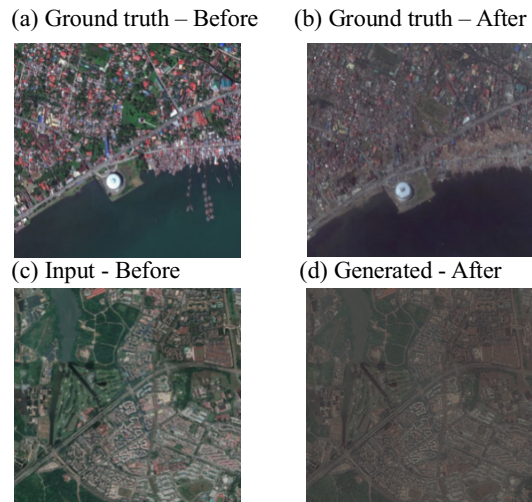 (a) Ground truth – Before
(b) Ground truth – After
(c) Input - Before
(d) Generated - After